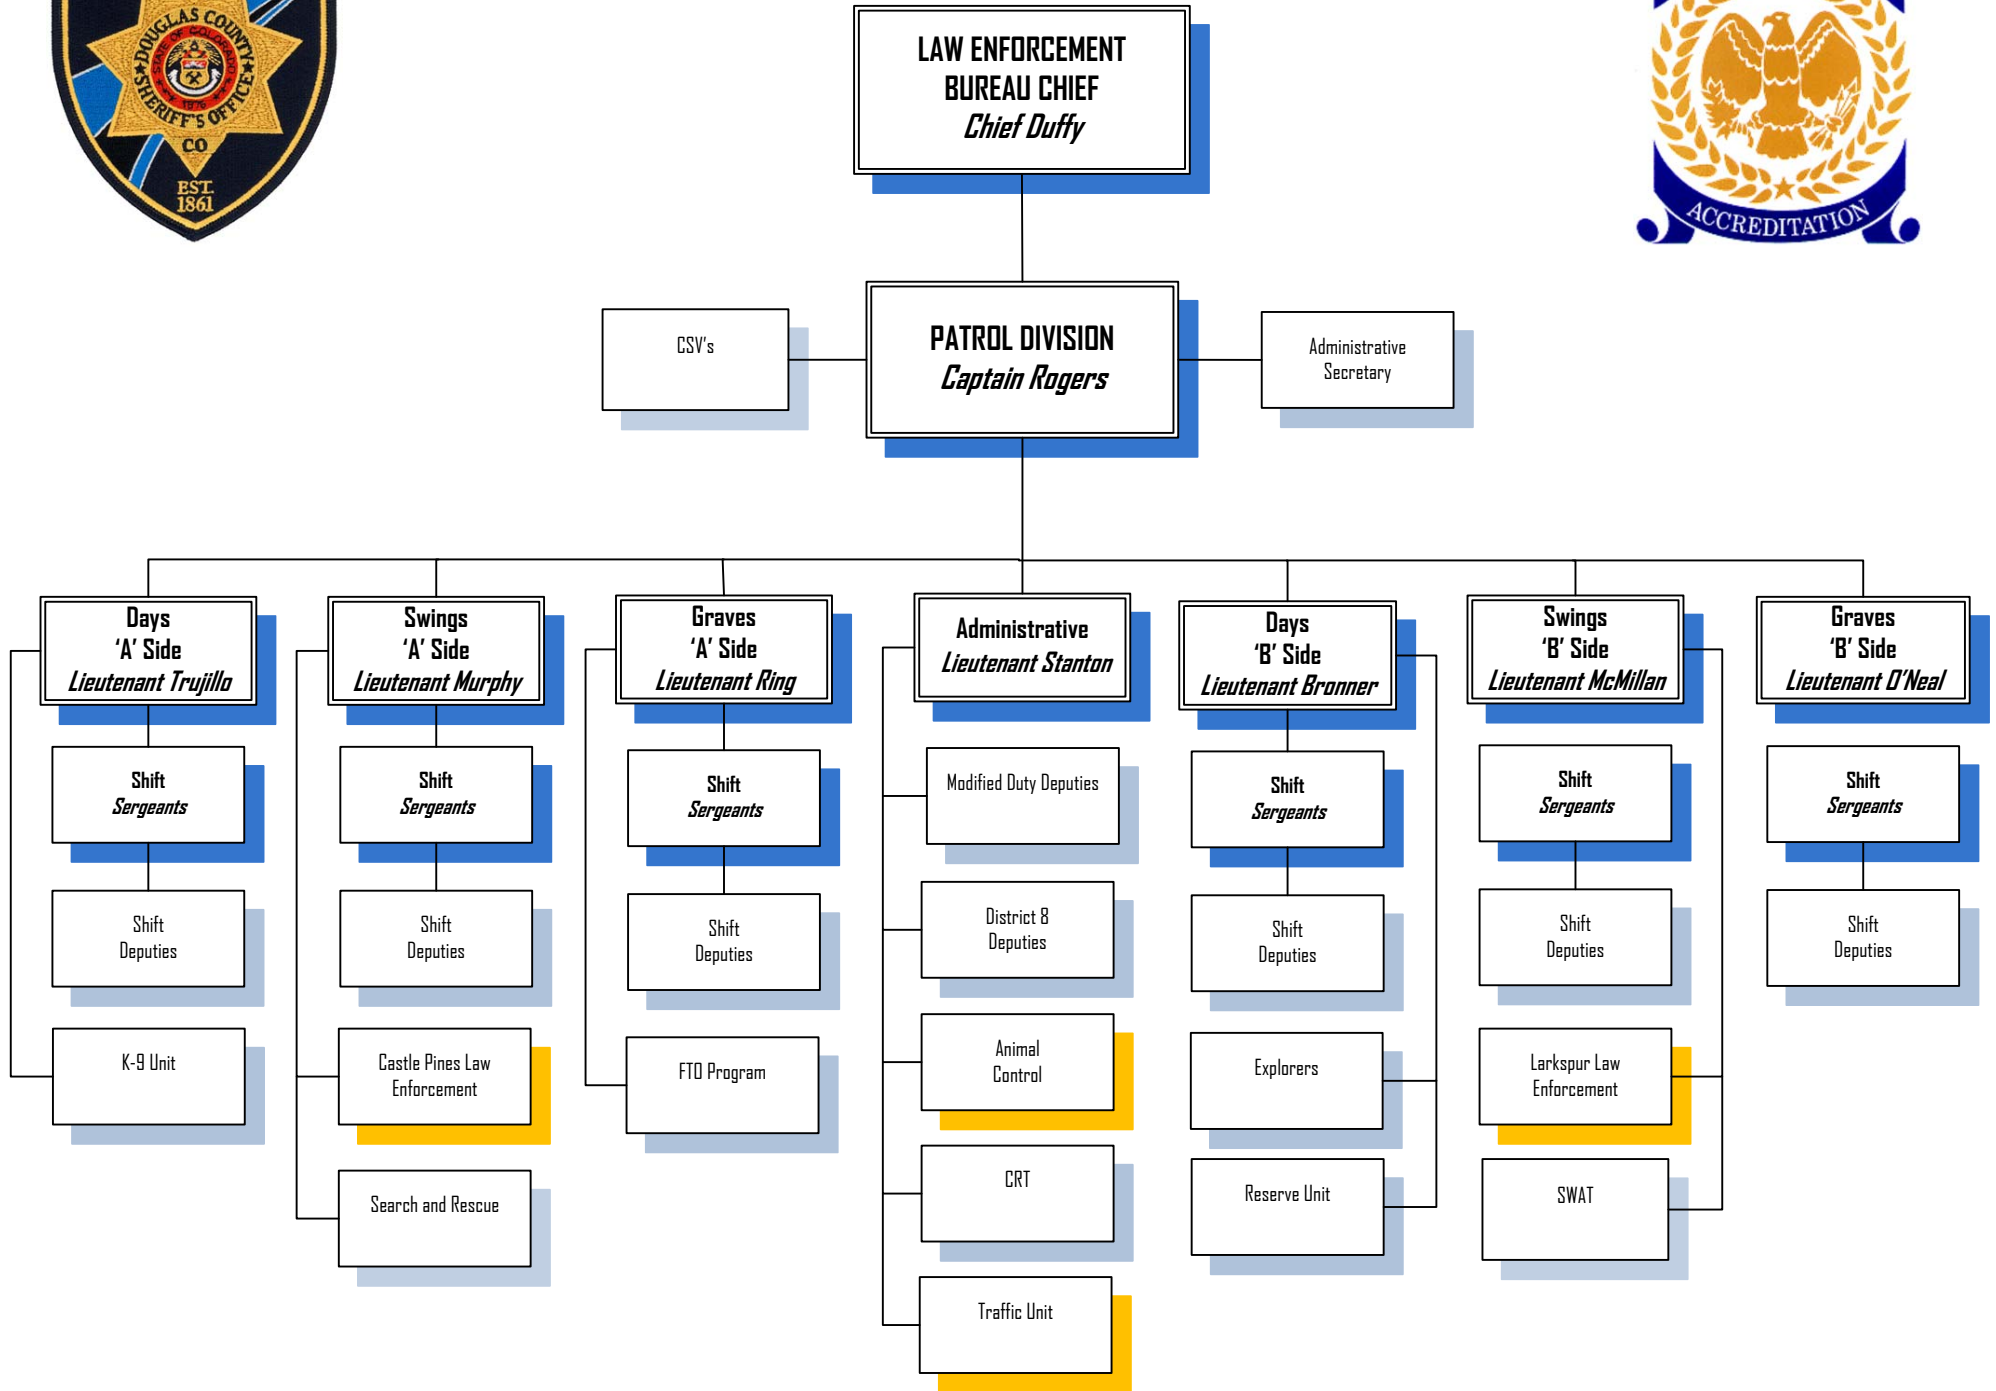 DOUGLAS COUNTY
SHERIFF'S OFFICE
STATE OF COLORADO
1876
CO
EST.
1861
ACCREDITATION
LAW ENFORCEMENT
BUREAU CHIEF
Chief Duffy
CSV's
PATROL DIVISION
Captain Rogers
Administrative
Secretary
Days
‘A’ Side
Lieutenant Trujillo
Shift
Sergeants
Shift
Deputies
K-9 Unit
Swings
‘A’ Side
Lieutenant Murphy
Shift
Sergeants
Shift
Deputies
Castle Pines Law
Enforcement
Search and Rescue
Graves
‘A’ Side
Lieutenant Ring
Shift
Sergeants
Shift
Deputies
FTO Program
Administrative
Lieutenant Stanton
Modified Duty Deputies
District 8
Deputies
Animal
Control
CRT
Traffic Unit
Days
‘B’ Side
Lieutenant Bronner
Shift
Sergeants
Shift
Deputies
Explorers
Reserve Unit
Swings
‘B’ Side
Lieutenant McMillan
Shift
Sergeants
Shift
Deputies
Larkspur Law
Enforcement
SWAT
Graves
‘B’ Side
Lieutenant O’Neal
Shift
Sergeants
Shift
Deputies